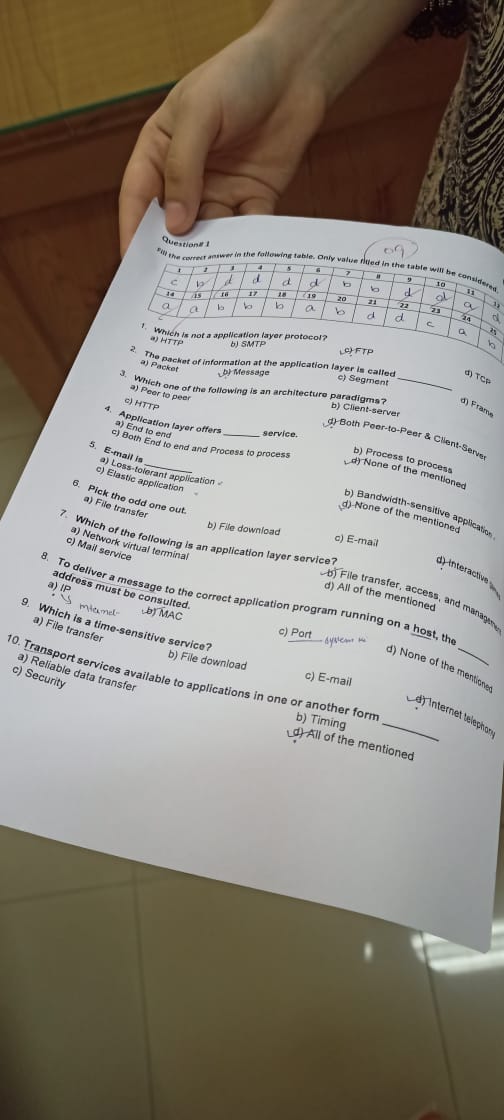 Question# 1
09
Fill the correct answer in the following table. Only value filled in the table will be considered.
1 2 3 4 5 6 7 8 9 10 11 12
c b d d d d b b d d a d
14 15 16 17 18 19 20 21 22 23 24 25
a a b b b a b d d c a b
1. Which is not a application layer protocol?
a) HTTP b) SMTP c) FTP d) TCP
2. The packet of information at the application layer is called ________
a) Packet b) Message c) Segment d) Frame
3. Which one of the following is an architecture paradigms?
a) Peer to peer b) Client-server
c) HTTP d) Both Peer-to-Peer & Client-Server
4. Application layer offers ______ service.
a) End to end b) Process to process
c) Both End to end and Process to process d) None of the mentioned
5. E-mail is ________
a) Loss-tolerant application b) Bandwidth-sensitive application
c) Elastic application d) None of the mentioned
6. Pick the odd one out.
a) File transfer b) File download c) E-mail d) Interactive
7. Which of the following is an application layer service?
a) Network virtual terminal b) File transfer, access, and management
c) Mail service d) All of the mentioned
8. To deliver a message to the correct application program running on a host, the ______
address must be consulted.
a) IP b) MAC c) Port d) None of the mentioned
internet system
9. Which is a time-sensitive service?
a) File transfer b) File download c) E-mail d) Internet telephony
10. Transport services available to applications in one or another form ________
a) Reliable data transfer b) Timing
c) Security d) All of the mentioned